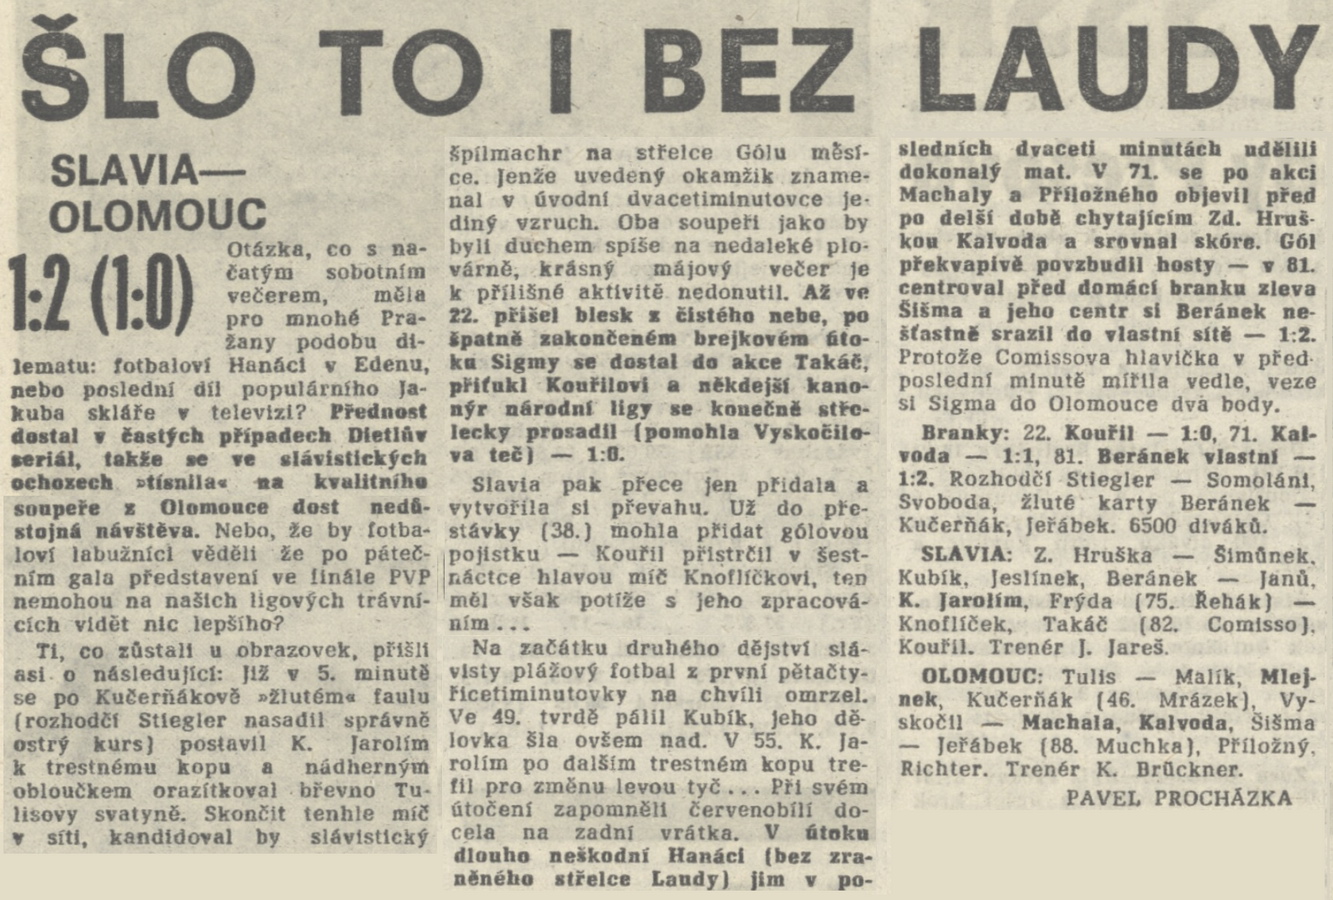 ŠLO TO I BEZ LAUDY
SLAVIA—
OLOMOUC
1:2 (1:0)
Otázka, co s na-
čatým sobotním
večerem, měla
pro mnohé Pra-
žany podobu di-
lematu: fotbaloví Hanáci v Edenu,
nebo poslední díl populárního Ja-
kuba skláře v televizi? Přednost
dostal v častých případech Dietlův
seriál, takže se ve slávistických
ochozech »tísnila« na kvalitního
soupeře z Olomouce dost nedů-
stojná návštěva. Nebo, že by fotba-
loví labužníci věděli že po páteč-
ním gala představení ve finále PVP
nemohou na našich ligových trávní-
cích vidět nic lepšího?
Ti, co zůstali u obrazovek, přišli
asi o následující: Již v 5. minutě
se po Kučerňákově »žlutém« faulu
(rozhodčí Stiegler nasadil správně
ostrý kurs) postavil K. Jarolím
k trestnému kopu a nádherným
obloučkem orazítkoval břevno Tu-
lisovy svatyně. Skončit tenhle míč
v síti, kandidoval by slávistický
špílmachr na střelce Gólu měsí-
ce. Jenže uvedený okamžik zname-
nal v úvodní dvacetiminutovce je-
diný vzruch. Oba soupeři jako by
byli duchem spíše na nedaleké plo-
várně, krásný májový večer je
k přílišné aktivitě nedonutil. Až ve
22. přišel blesk z čistého nebe, po
špatně zakončeném brejkovém úto-
ku Sigmy se dostal do akce Takáč,
přiťukl Kouřilovi a někdejší kano-
nýr národní ligy se konečně stře-
lecky prosadil (pomohla Vyskočilo-
va teč) — 1:0.
Slavia pak přece jen přidala a
vytvořila si převahu. Už do pře-
stávky (38.) mohla přidat gólovou
pojistku — Kouřil přistrčil v šest-
náctce hlavou míč Knoflíčkovi, ten
měl však potíže s jeho zpracová-
ním...
Na začátku druhého dějství slá-
visty plážový fotbal z první pětačty-
řicetiminutovky na chvíli omrzel.
Ve 49. tvrdě pálil Kubík, jeho dě-
lovka šla ovšem nad. V 55. K. Ja-
rolím po dalším trestném kopu tre-
fil pro změnu levou tyč... Při svém
útočení zapomněli červenobílí do-
cela na zadní vrátka. V útoku
dlouho neškodní Hanáci (bez zra-
něného střelce Laudy) jim v po-
sledních dvaceti minutách udělili
dokonalý mat. V 71. se po akci
Machaly a Příložného objevil před
po delší době chytajícím Zd. Hruš-
kou Kalvoda a srovnal skóre. Gól
překvapivě povzbudil hosty — v 81.
centroval před domácí branku zleva
Šišma a jeho centr si Beránek ne-
šťastně srazil do vlastní sítě — 1:2.
Protože Comissova hlavička v před-
poslední minutě mířila vedle, veze
si Sigma do Olomouce dva body.
Branky: 22. Kouřil — 1:0, 71. Kal-
voda — 1:1, 81. Beránek vlastní —
1:2. Rozhodčí Stiegler — Somoláni,
Svoboda, žluté karty Beránek —
Kučerňák, Jeřábek. 6500 diváků.
SLAVIA: Z. Hruška — Šimůnek,
Kubík, Jeslínek, Beránek — Janů,
K. Jarolím, Frýda (75. Řehák) —
Knoflíček, Takáč (82. Comisso),
Kouřil. Trenér J. Jareš.
OLOMOUC: Tulis — Malík, Mlej-
nek, Kučerňák (46. Mrázek), Vy-
skočil — Machala, Kalvoda, Šišma
— Jeřábek (88. Muchka), Příložný,
Richter. Trenér K. Brückner.
PAVEL PROCHÁZKA